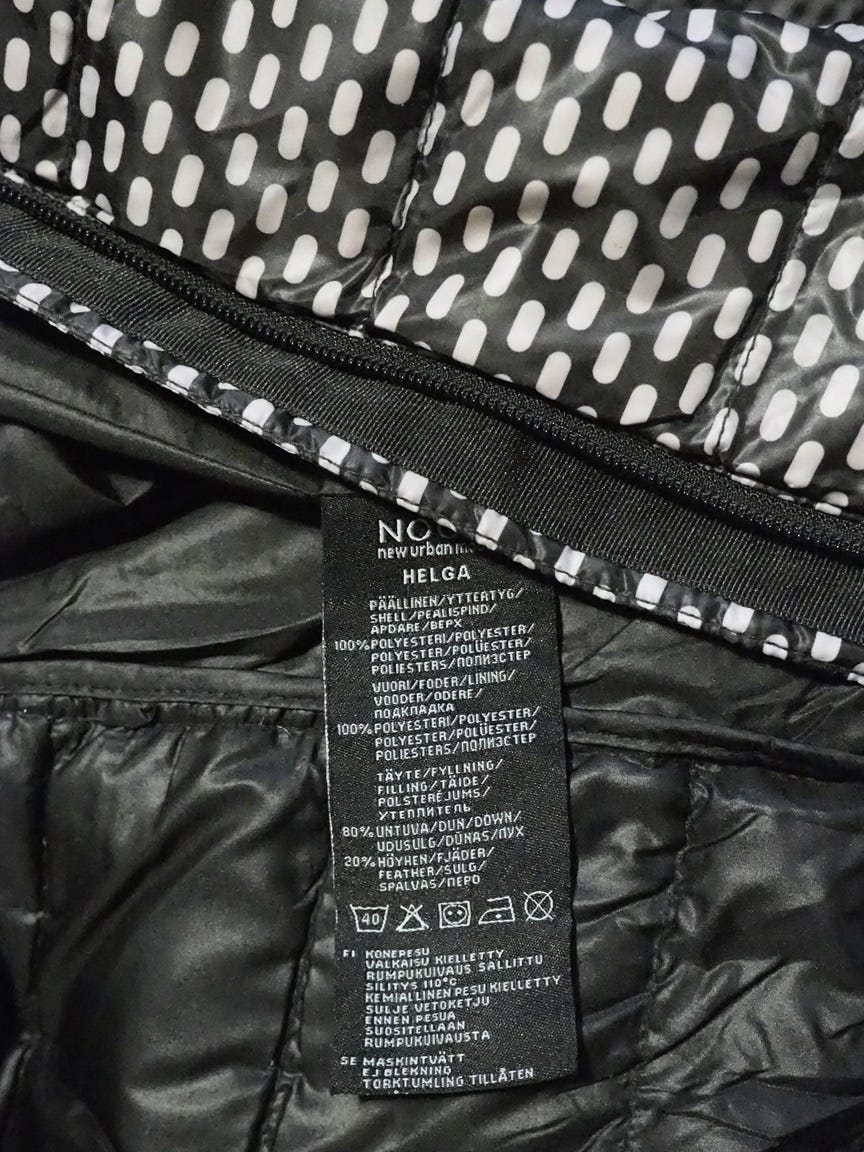 new urban
HELGA
PÄÄLLINEN/YTTERTYG/
SHELL/PEALISPIND/
APDARE/ВЕРХ
100% POLYESTERI/POLYESTER/
POLYESTER/POLÜESTER/
POLIESTERS/ПОЛИЭСТЕР
VUORI/FODER/LINING/
VOODER/ODERE/
ПОДКЛАДКА
100% POLYESTERI/POLYESTER/
POLYESTER/POLÜESTER/
POLIESTERS/ПОЛИЭСТЕР
TÄYTE/FYLLNING/
FILLING/TÄIDE/
POLSTERĒJUMS/
УТЕПЛИТЕЛЬ
80% UNTUVA/DUN/DOWN/
UDUSULG/DŪNAS/ПУХ
20% HÖYHEN/FJÄDER/
FEATHER/SULG/
SPALVAS/ПЕРО
40
FI KONEPESU
VALKAISU KIELLETTY
RUMPUKUIVAUS SALLITTU
SILITYS 110°C
KEMIALLINEN PESU KIELLETTY
SULJE VETOKETJU
ENNEN PESUA
SUOSITELLAAN
RUMPUKUIVAUSTA
SE MASKINTVÄTT
EJ BLEKNING
TORKTUMLING TILLÅTEN